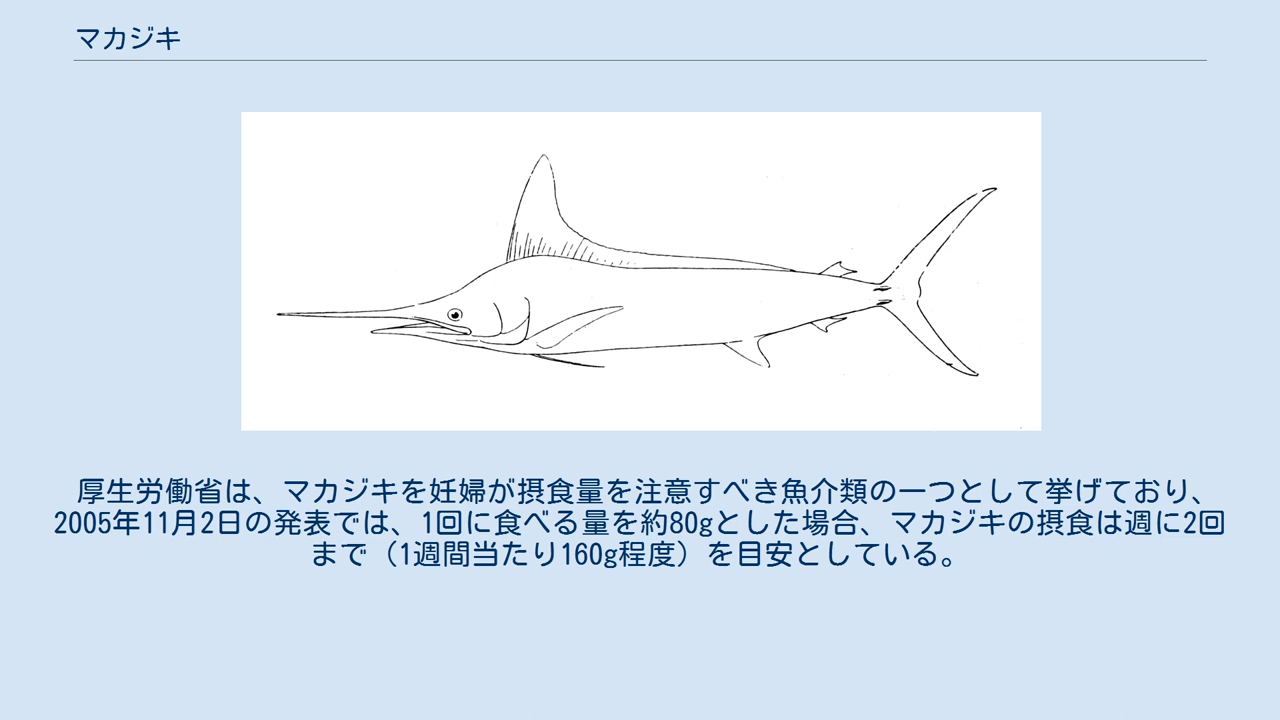 マカジキ
厚生労働省は、マカジキを妊婦が摂食量を注意すべき魚介類の一つとして挙げており、
2005年11月2日の発表では、1回に食べる量を約80gとした場合、マカジキの摂食は週に2回
まで（1週間当たり160g程度）を目安としている。